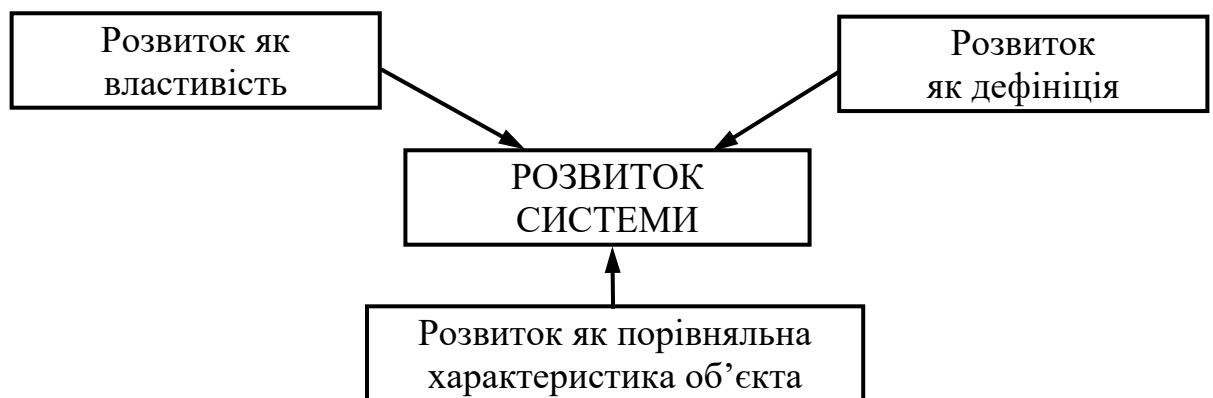 Розвиток як
властивість
Розвиток
як дефініція
РОЗВИТОК
СИСТЕМИ
Розвиток як порівняльна
характеристика об’єкта